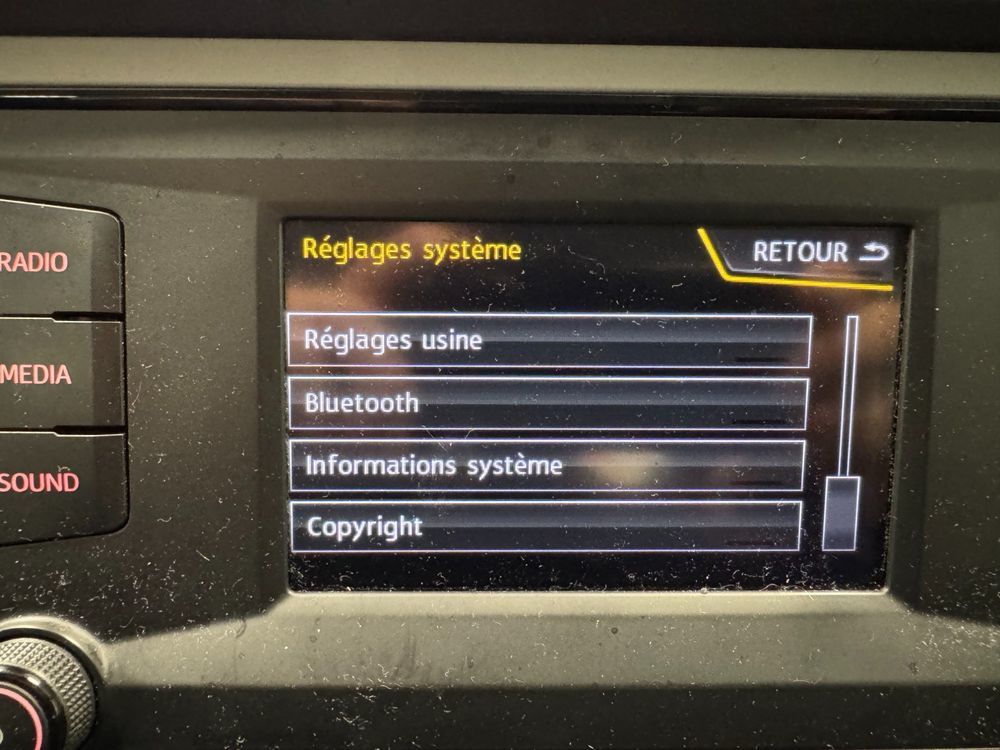 Réglages système
RETOUR
RADIO
Réglages usine
MEDIA
Bluetooth
Informations système
SOUND
Copyright